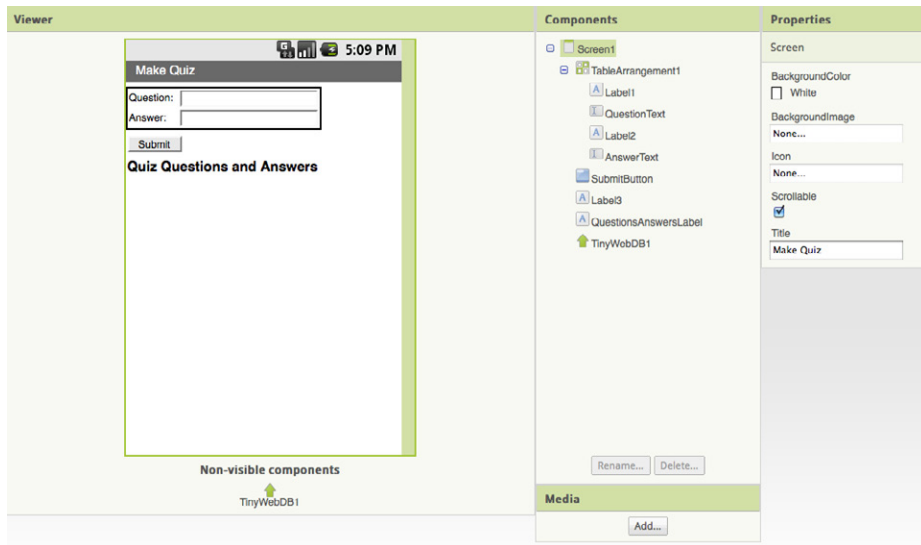 Viewer
5:09 PM
Make Quiz
Question:
Answer:
Submit
Quiz Questions and Answers
Non-visible components
TinyWebDB1
Components
Screen1
TableArrangement1
Label1
QuestionText
Label2
AnswerText
SubmitButton
Label3
QuestionsAnswersLabel
TinyWebDB1
Rename...
Delete...
Media
Add...
Properties
Screen
BackgroundColor
White
BackgroundImage
None...
Icon
None...
Scrollable
Title
Make Quiz